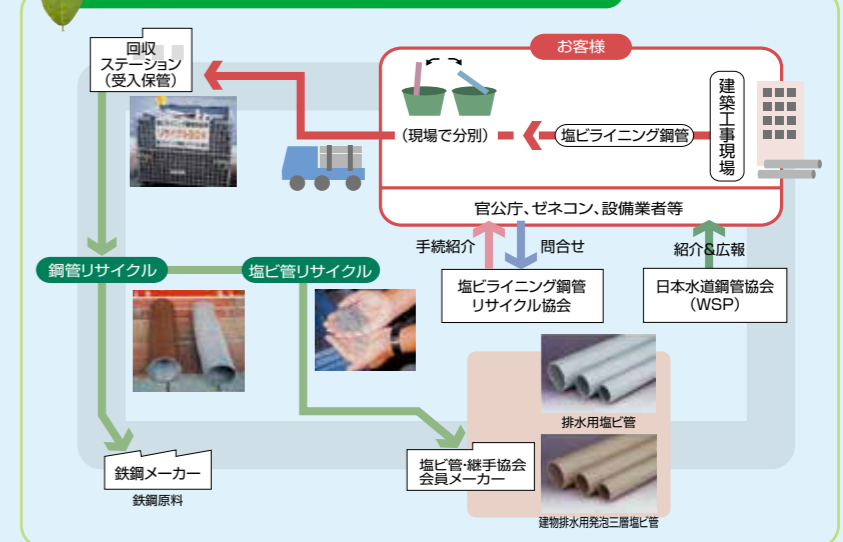 回収
ステーション
（受入保管）
お客様
（現場で分別）
塩ビライニング鋼管
建築工事現場
官公庁、ゼネコン、設備業者等
手続紹介
問合せ
紹介&広報
塩ビライニング鋼管
リサイクル協会
日本水道鋼管協会
（WSP）
鋼管リサイクル
塩ビ管リサイクル
排水用塩ビ管
鉄鋼メーカー
鉄鋼原料
塩ビ管・継手協会
会員メーカー
建物排水用発泡三層塩ビ管